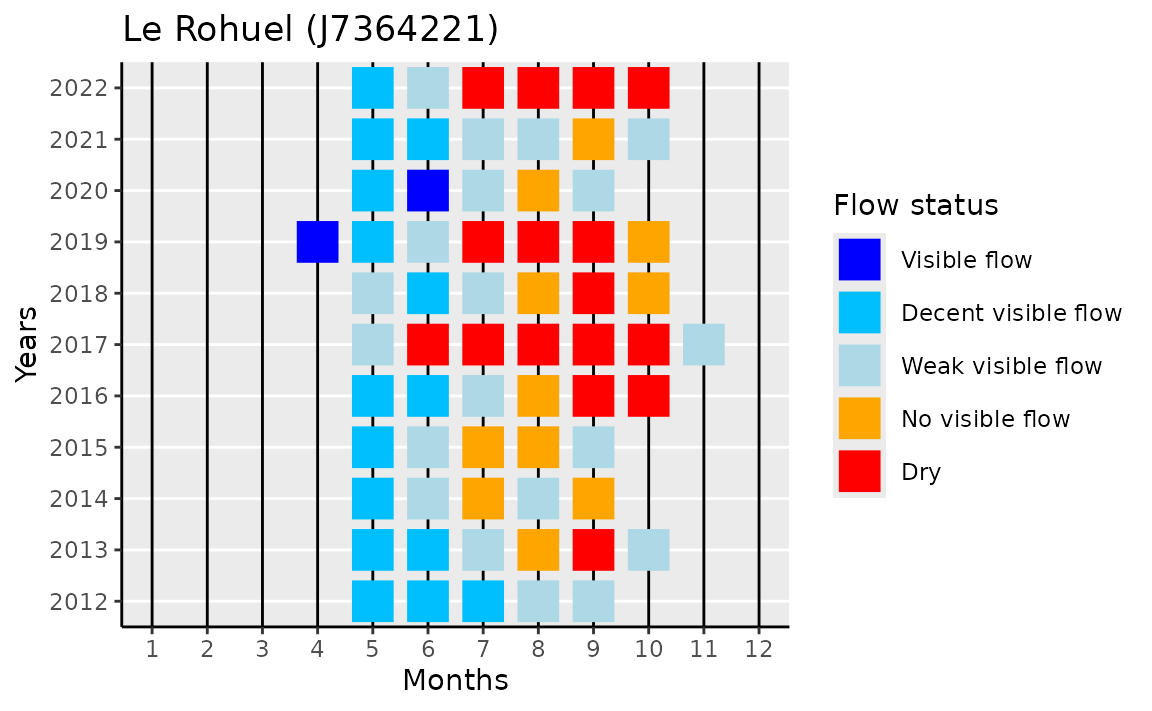 Le Rohuel (J7364221)
Years
2022
2021
2020
2019
2018
2017
2016
2015
2014
2013
2012
1 2 3 4 5 6 7 8 9 10 11 12
Months
Flow status
Visible flow
Decent visible flow
Weak visible flow
No visible flow
Dry